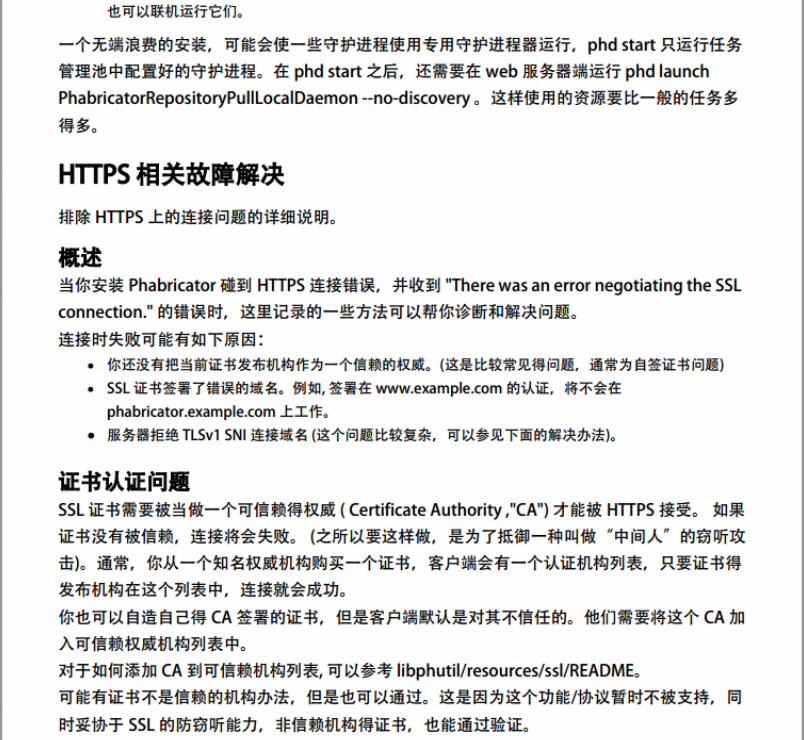 也可以联机运行它们。
一个无端浪费的安装，可能会使一些守护进程使用专用守护进程器运行，phd start 只运行任务
管理池中配置好的守护进程。在 phd start 之后，还需要在 web 服务器端运行 phd launch
PhabricatorRepositoryPullLocalDaemon --no-discovery 。这样使用的资源要比一般的任务多
得多。
HTTPS 相关故障解决
排除 HTTPS 上的连接问题的详细说明。
概述
当你安装 Phabricator 碰到 HTTPS 连接错误，并收到 "There was an error negotiating the SSL
connection." 的错误时，这里记录的一些方法可以帮你诊断和解决问题。
连接时失败可能有如下原因：
• 你还没有把当前证书发布机构作为一个信赖的权威。(这是比较常见得问题，通常为自签证书问题)
• SSL 证书签署了错误的域名。例如, 签署在 www.example.com 的认证，将不会在
phabricator.example.com 上工作。
• 服务器拒绝 TLSv1 SNI 连接域名 (这个问题比较复杂，可以参见下面的解决办法)。
证书认证问题
SSL 证书需要被当做一个可信赖得权威 ( Certificate Authority ,"CA") 才能被 HTTPS 接受。 如果
证书没有被信赖，连接将会失败。 (之所以要这样做，是为了抵御一种叫做“中间人”的窃听攻
击)。通常，你从一个知名权威机构购买一个证书，客户端会有一个认证机构列表，只要证书得
发布机构在这个列表中，连接就会成功。
你也可以自造自己得 CA 签署的证书，但是客户端默认是对其不信任的。他们需要将这个 CA 加
入可信赖权威机构列表中。
对于如何添加 CA 到可信赖机构列表, 可以参考 libphutil/resources/ssl/README。
可能有证书不是信赖的机构办法，但是也可以通过。这是因为这个功能/协议暂时不被支持，同
时妥协于 SSL 的防窃听能力，非信赖机构得证书，也能通过验证。